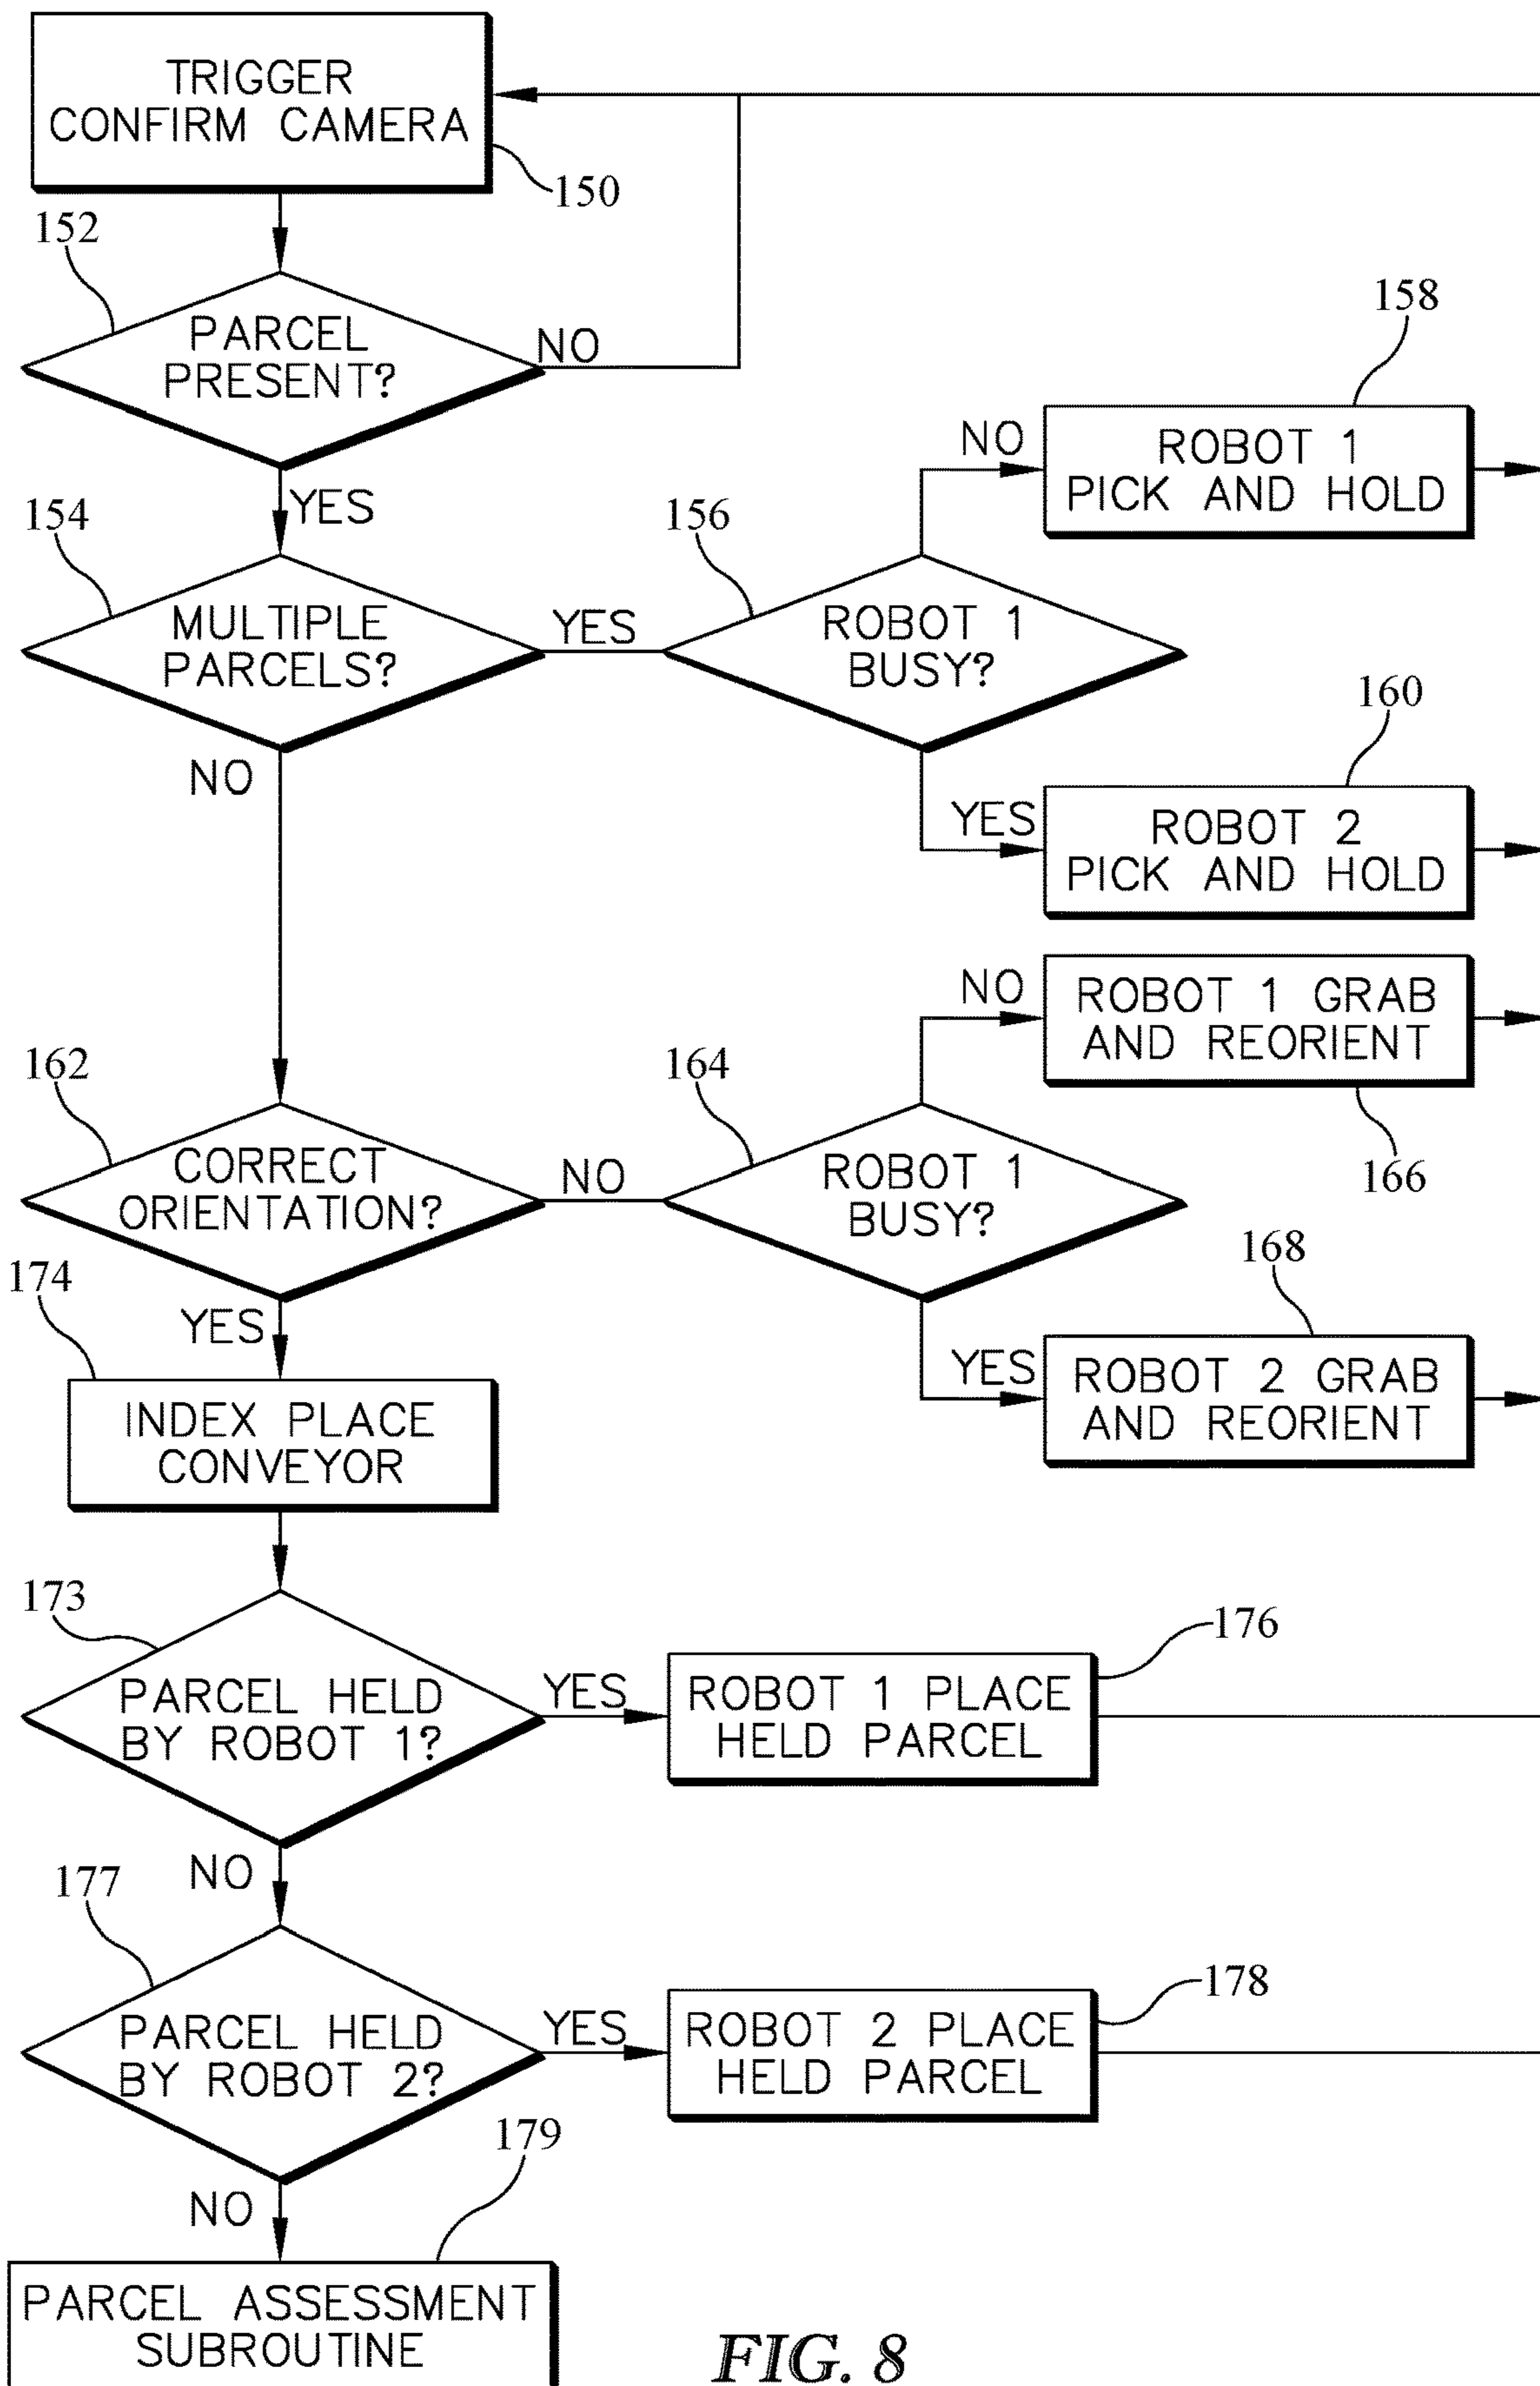 TRIGGER
CONFIRM CAMERA
150
152
PARCEL
PRESENT?
NO
YES
158
ROBOT 1
PICK AND HOLD
NO
154
MULTIPLE
PARCELS?
YES
156
ROBOT 1
BUSY?
NO
160
YES
ROBOT 2
PICK AND HOLD
NO
ROBOT 1 GRAB
AND REORIENT
166
162
CORRECT
ORIENTATION?
NO
164
ROBOT 1
BUSY?
168
YES
ROBOT 2 GRAB
AND REORIENT
174
YES
INDEX PLACE
CONVEYOR
173
PARCEL HELD
BY ROBOT 1?
YES
ROBOT 1 PLACE
HELD PARCEL
176
NO
177
PARCEL HELD
BY ROBOT 2?
YES
ROBOT 2 PLACE
HELD PARCEL
178
NO
179
PARCEL ASSESSMENT
SUBROUTINE
FIG. 8